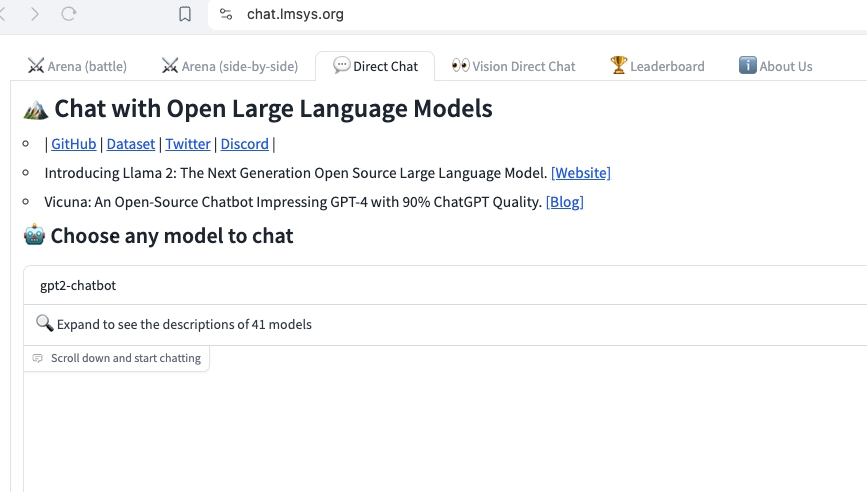 chat.lmsys.org
Arena (battle) Arena (side-by-side) Direct Chat Vision Direct Chat Leaderboard About Us
Chat with Open Large Language Models
| GitHub | Dataset | Twitter | Discord |
Introducing Llama 2: The Next Generation Open Source Large Language Model. [Website]
Vicuna: An Open-Source Chatbot Impressing GPT-4 with 90% ChatGPT Quality. [Blog]
Choose any model to chat
gpt2-chatbot
Expand to see the descriptions of 41 models
Scroll down and start chatting